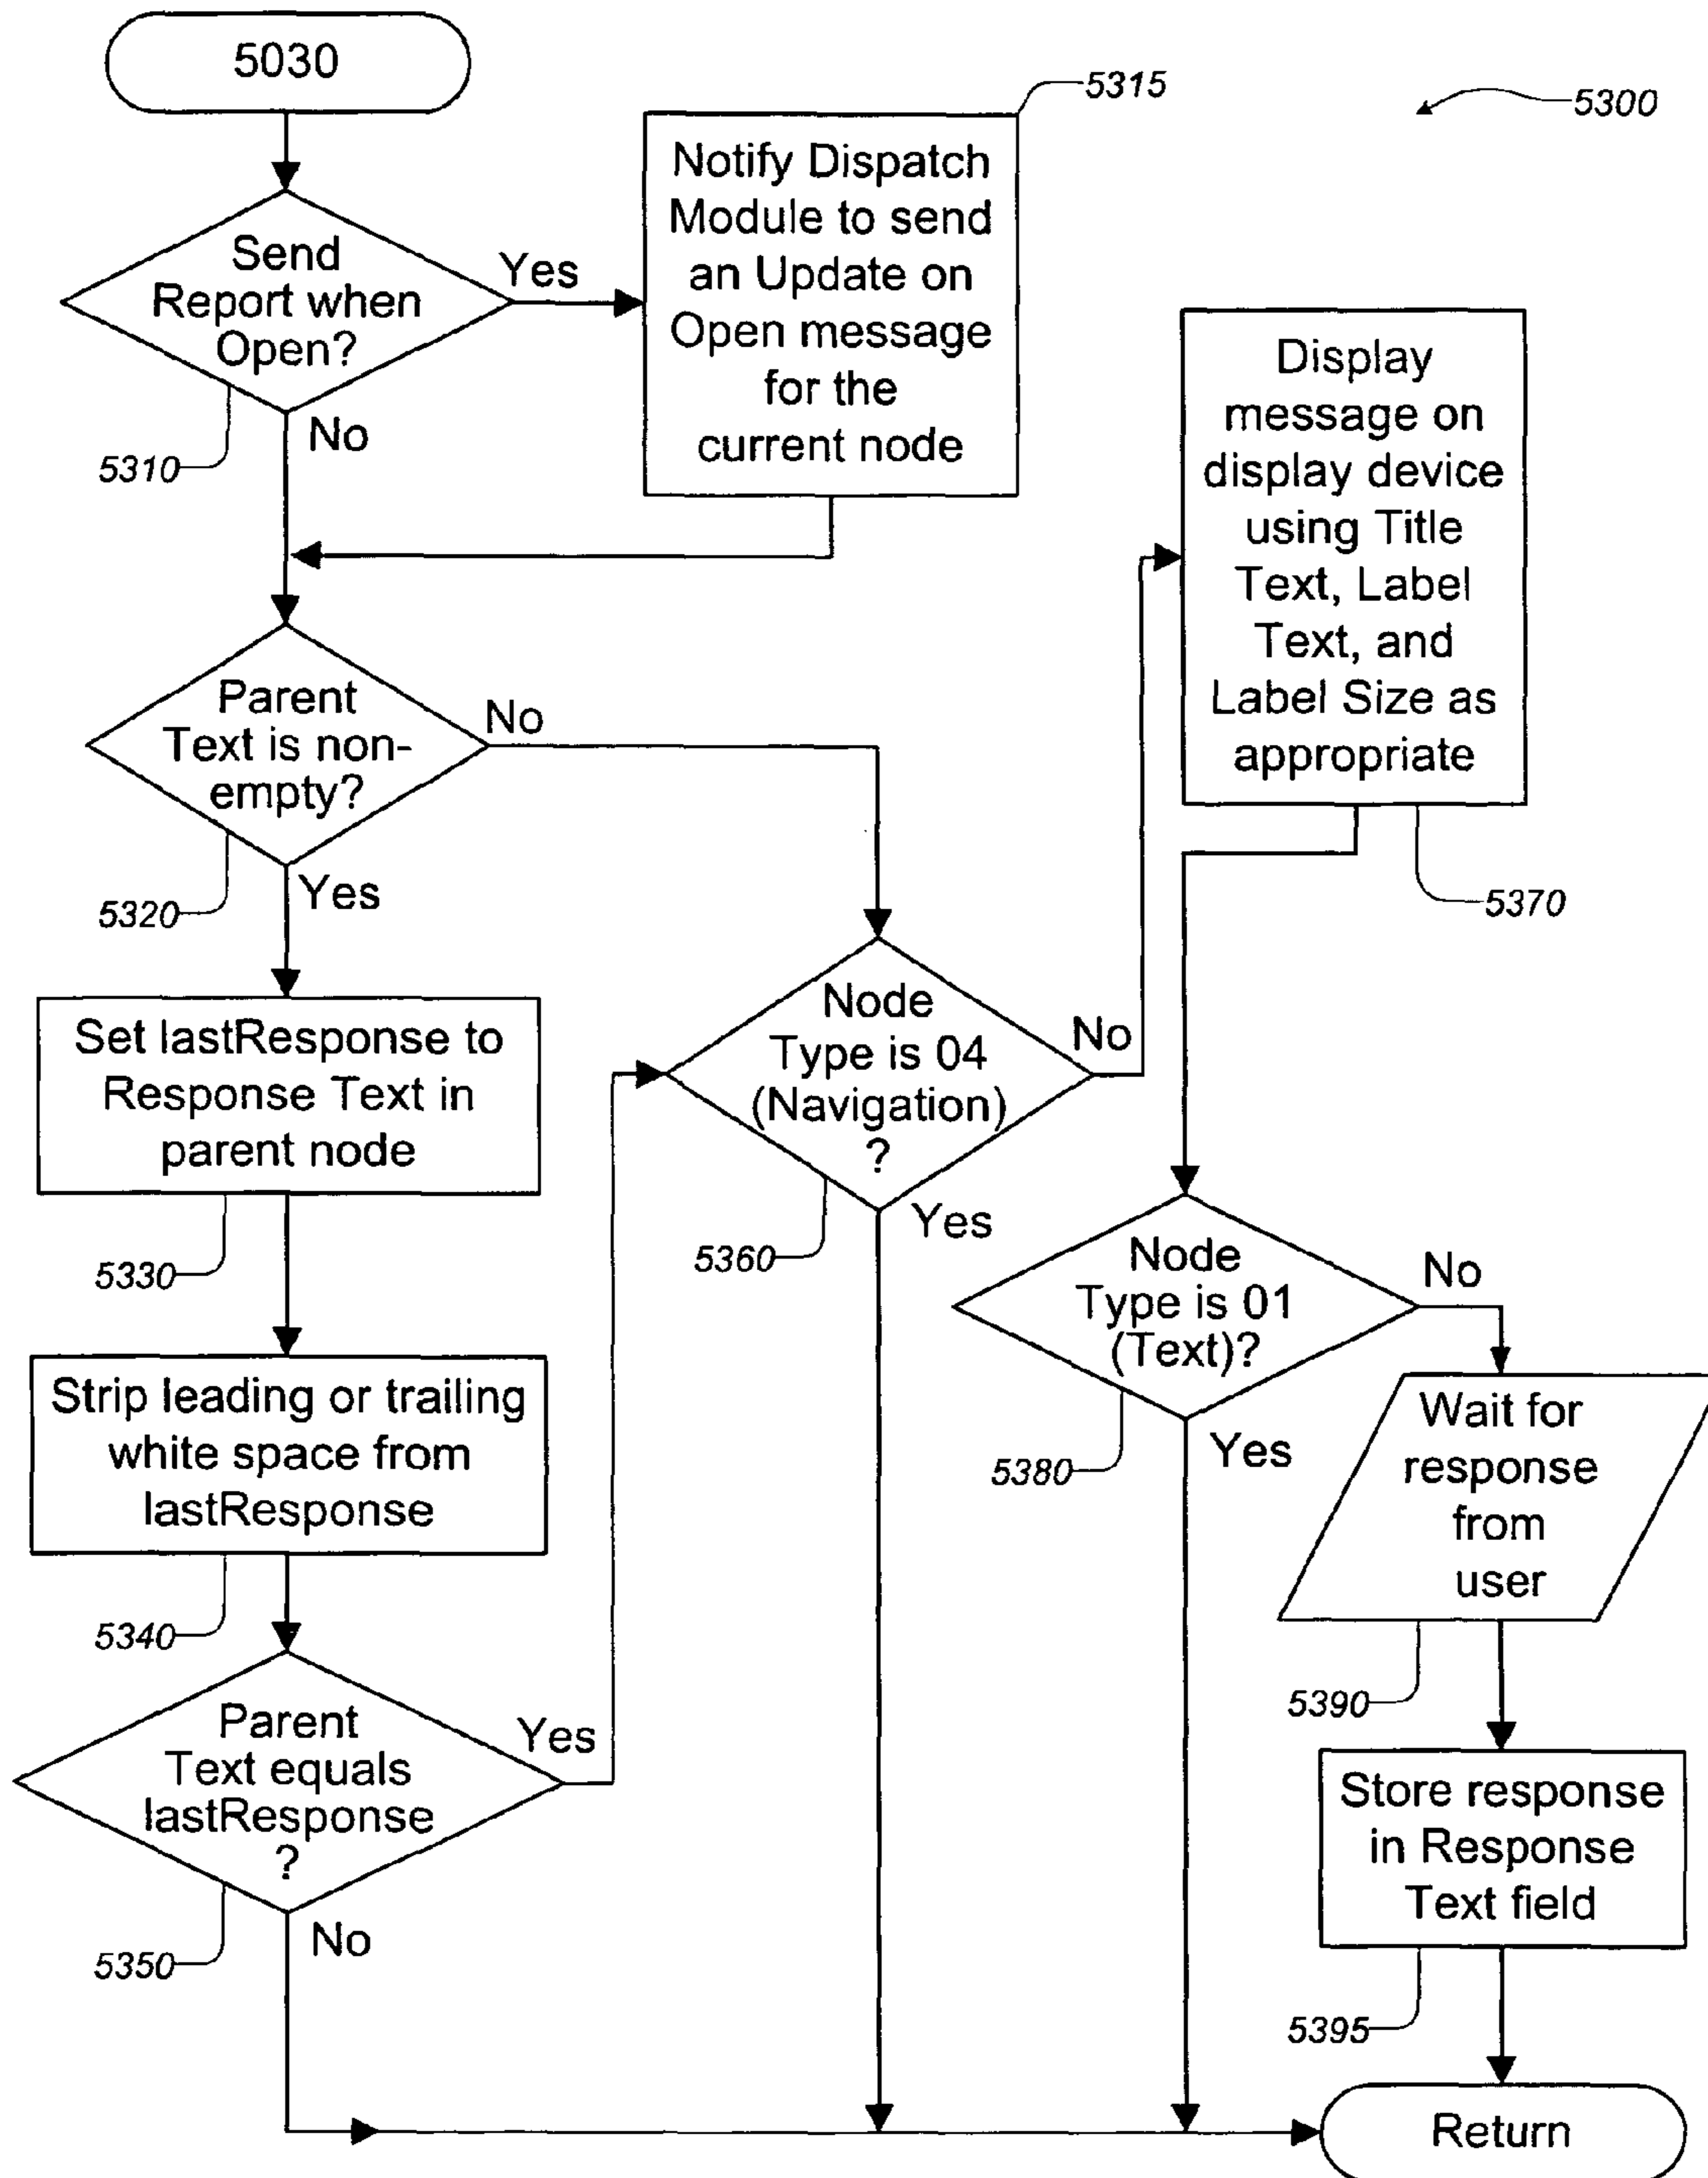 5030
5315
5300
Notify Dispatch
Module to send
an Update on
Open message
for the
current node
Send
Report when
Open?
Yes
No
5310
Display
message on
display device
using Title
Text, Label
Text, and
Label Size as
appropriate
5370
Parent
Text is non-
empty?
No
Yes
5320
Set lastResponse to
Response Text in
parent node
5330
Node
Type is 04
(Navigation)
?
No
Yes
5360
Node
Type is 01
(Text)?
No
Yes
5380
Strip leading or trailing
white space from
lastResponse
5340
Wait for
response
from
user
5390
Parent
Text equals
lastResponse
?
Yes
No
5350
Store response
in Response
Text field
5395
Return